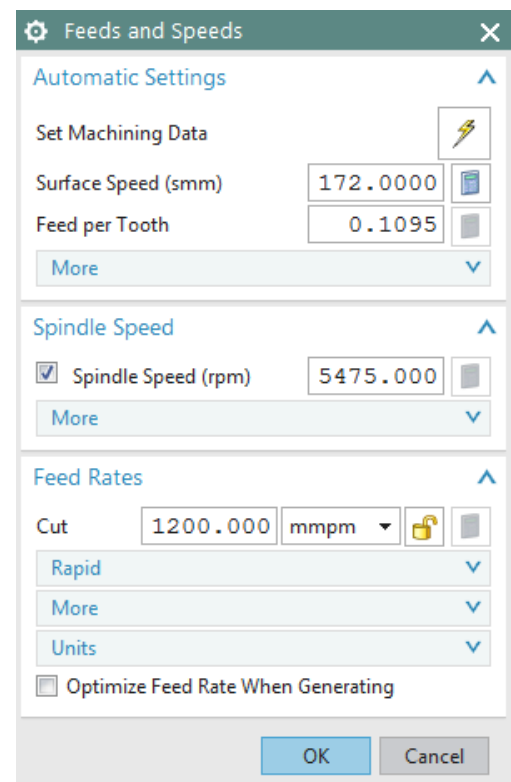 Feeds and Speeds
Automatic Settings
Set Machining Data
Surface Speed (smm) 172.0000
Feed per Tooth 0.1095
More
Spindle Speed
Spindle Speed (rpm) 5475.000
More
Feed Rates
Cut 1200.000 mmpm
Rapid
More
Units
Optimize Feed Rate When Generating
OK Cancel